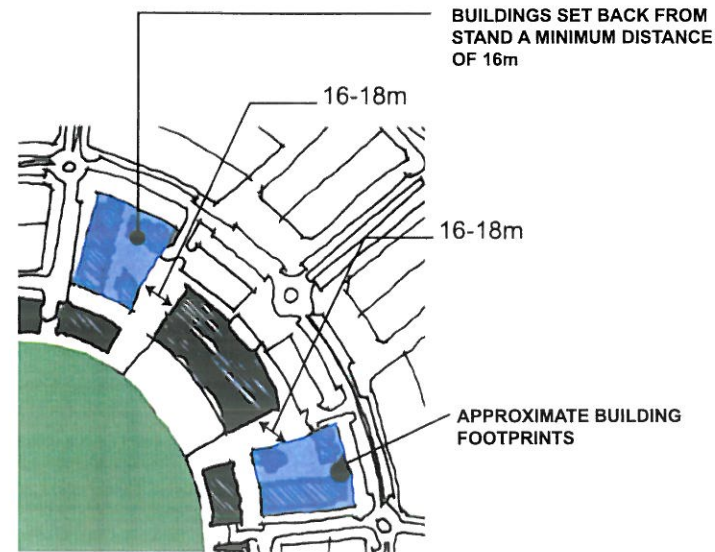 BUILDINGS SET BACK FROM
STAND A MINIMUM DISTANCE
OF 16m
16-18m
16-18m
APPROXIMATE BUILDING
FOOTPRINTS